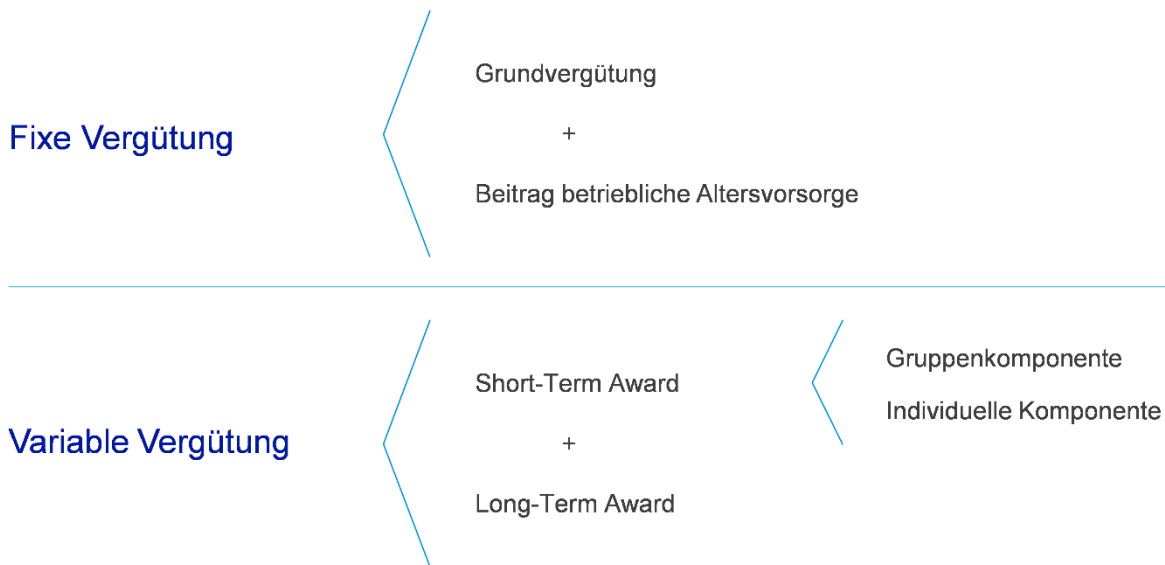 Fixe Vergütung
Grundvergütung
+
Beitrag betriebliche Altersvorsorge
Variable Vergütung
Short-Term Award
+
Long-Term Award
Gruppenkomponente
Individuelle Komponente